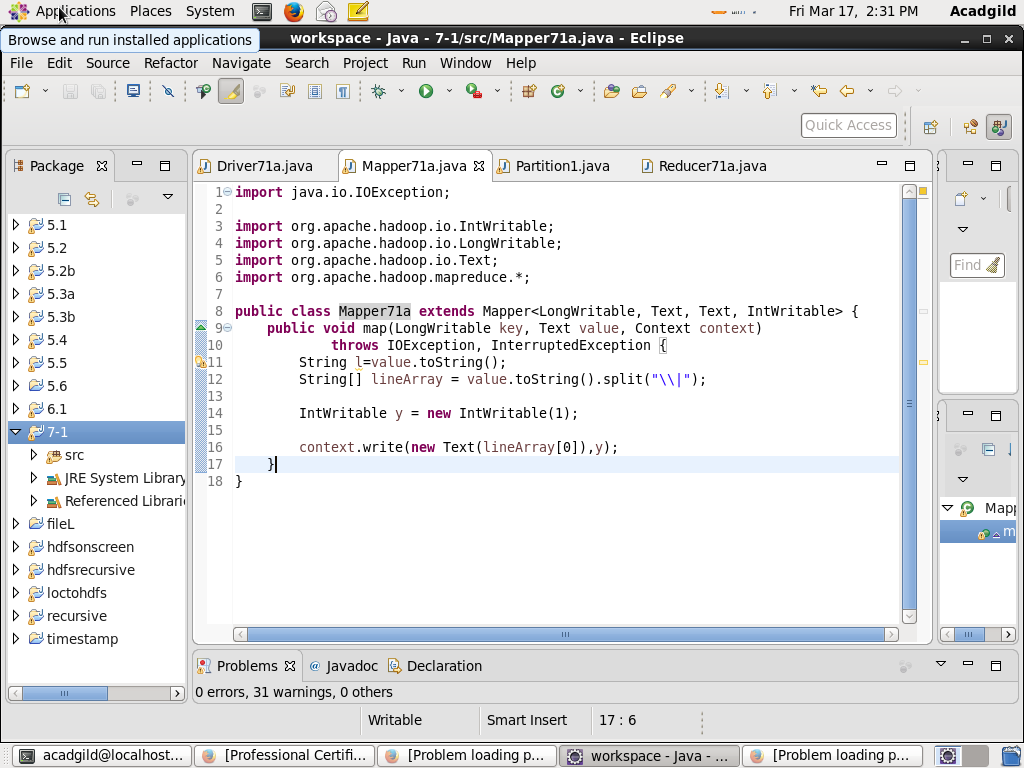 Applications Places System Fri Mar 17, 2:31 PM Acadgild
Browse and run installed applications
workspace - Java - 7-1/src/Mapper71a.java - Eclipse
File Edit Source Refactor Navigate Search Project Run Window Help
Quick Access
Package
Driver71a.java Mapper71a.java Partition1.java Reducer71a.java
5.1
5.2
5.2b
5.3a
5.3b
5.4
5.5
5.6
6.1
7-1
src
JRE System Library
Referenced Librari
fileL
hdfsonscreen
hdfsrecursive
loctohdfs
recursive
timestamp
1 import java.io.IOException;
2
3 import org.apache.hadoop.io.IntWritable;
4 import org.apache.hadoop.io.LongWritable;
5 import org.apache.hadoop.io.Text;
6 import org.apache.hadoop.mapreduce.*;
7
8 public class Mapper71a extends Mapper<LongWritable, Text, Text, IntWritable> {
9 public void map(LongWritable key, Text value, Context context)
10 throws IOException, InterruptedException {
11 String l=value.toString();
12 String[] lineArray = value.toString().split("\\|");
13
14 IntWritable y = new IntWritable(1);
15
16 context.write(new Text(lineArray[0]),y);
17 }
18 }
Find
Mapp
m
Problems @ Javadoc Declaration
0 errors, 31 warnings, 0 others
Writable Smart Insert 17 : 6
acadgild@localhost... [Professional Certifi... [Problem loading p... workspace - Java - ... [Problem loading p...